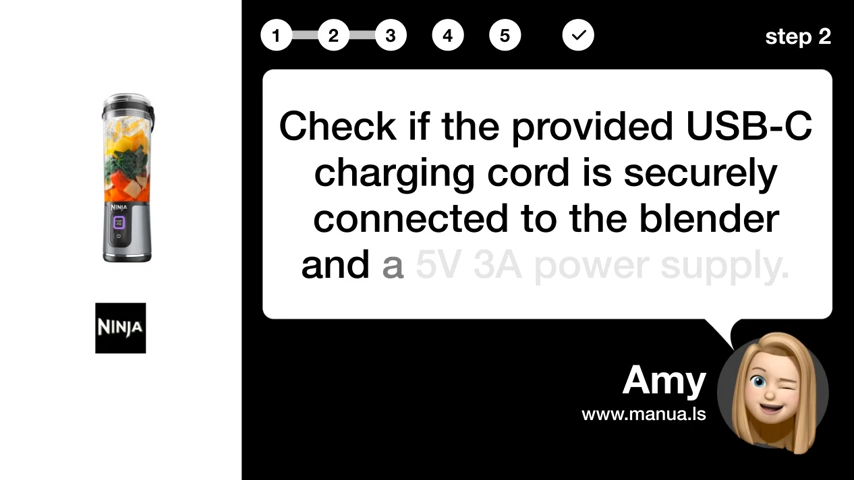 1 2 3 4 5 step 2
Check if the provided USB-C
charging cord is securely
connected to the blender
and a 5V 3A power supply.
NINJA
NINJA
Amy
www.manua.ls